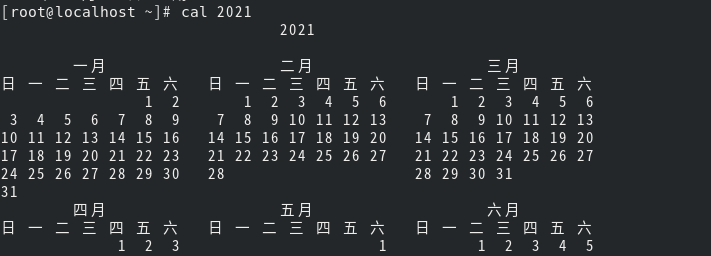 [root@localhost ~]# cal 2021
2021
一月 二月 三月
日 一 二 三 四 五 六 日 一 二 三 四 五 六 日 一 二 三 四 五 六
1 2 1 2 3 4 5 6 1 2 3 4 5 6
3 4 5 6 7 8 9 7 8 9 10 11 12 13 7 8 9 10 11 12 13
10 11 12 13 14 15 16 14 15 16 17 18 19 20 14 15 16 17 18 19 20
17 18 19 20 21 22 23 21 22 23 24 25 26 27 21 22 23 24 25 26 27
24 25 26 27 28 29 30 28 28 29 30 31
31
四月 五月 六月
日 一 二 三 四 五 六 日 一 二 三 四 五 六 日 一 二 三 四 五 六
1 2 3 1 1 2 3 4 5